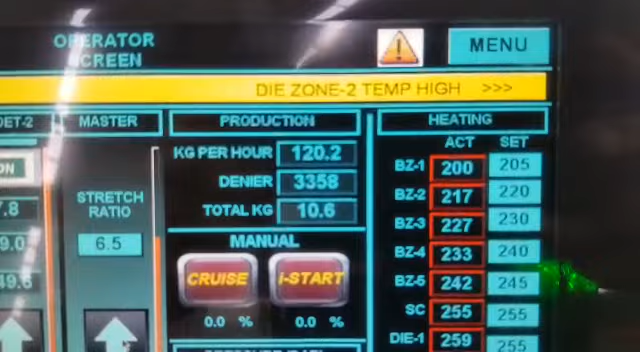 OPERATOR
SCREEN
MENU
DIE ZONE-2 TEMP HIGH >>>
DET-2
MASTER
PRODUCTION
HEATING
ACT SET
ON
KG PER HOUR 120.2
DENIER 3358
TOTAL KG 10.6
STRETCH
RATIO
6.5
7.8
9.0
49.6
MANUAL
CRUISE i-START
0.0 % 0.0 %
BZ-1 200 205
BZ-2 217 220
BZ-3 227 230
BZ-4 233 240
BZ-5 242 245
SC 255 255
DIE-1 259 255